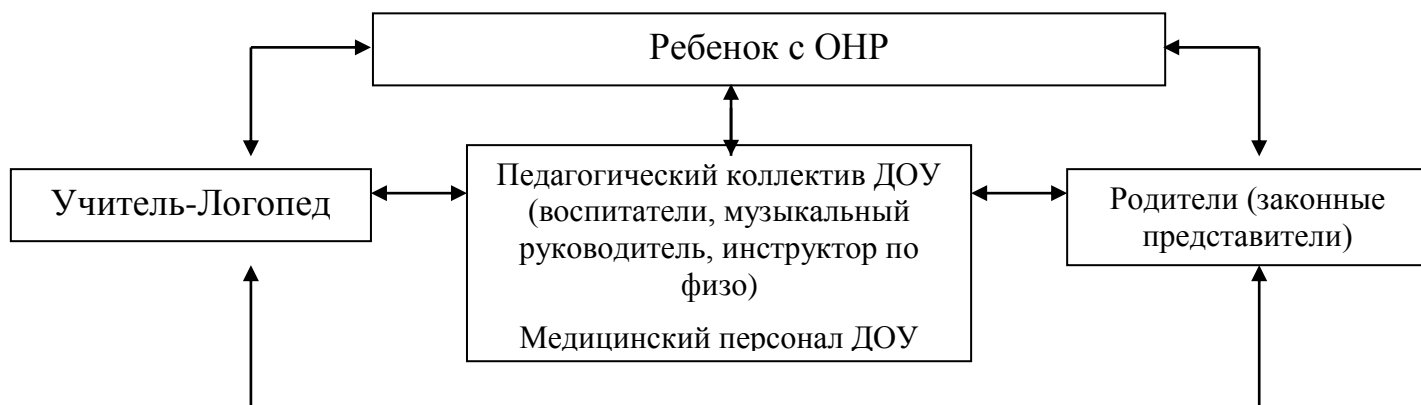 Ребенок с ОНР
Учитель-Логопед
Педагогический коллектив ДОУ
(воспитатели, музыкальный
руководитель, инструктор по
физо)
Медицинский персонал ДОУ
Родители (законные
представители)